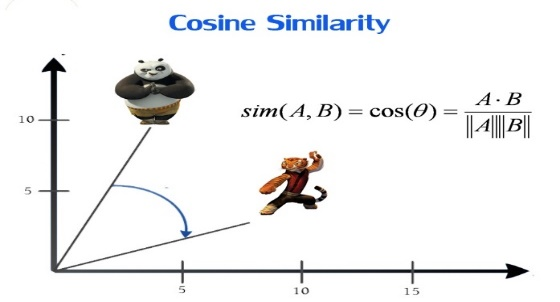 Cosine Similarity
sim(A, B) = cos(θ) = A · B / ‖A‖‖B‖
10
5
5
10
15